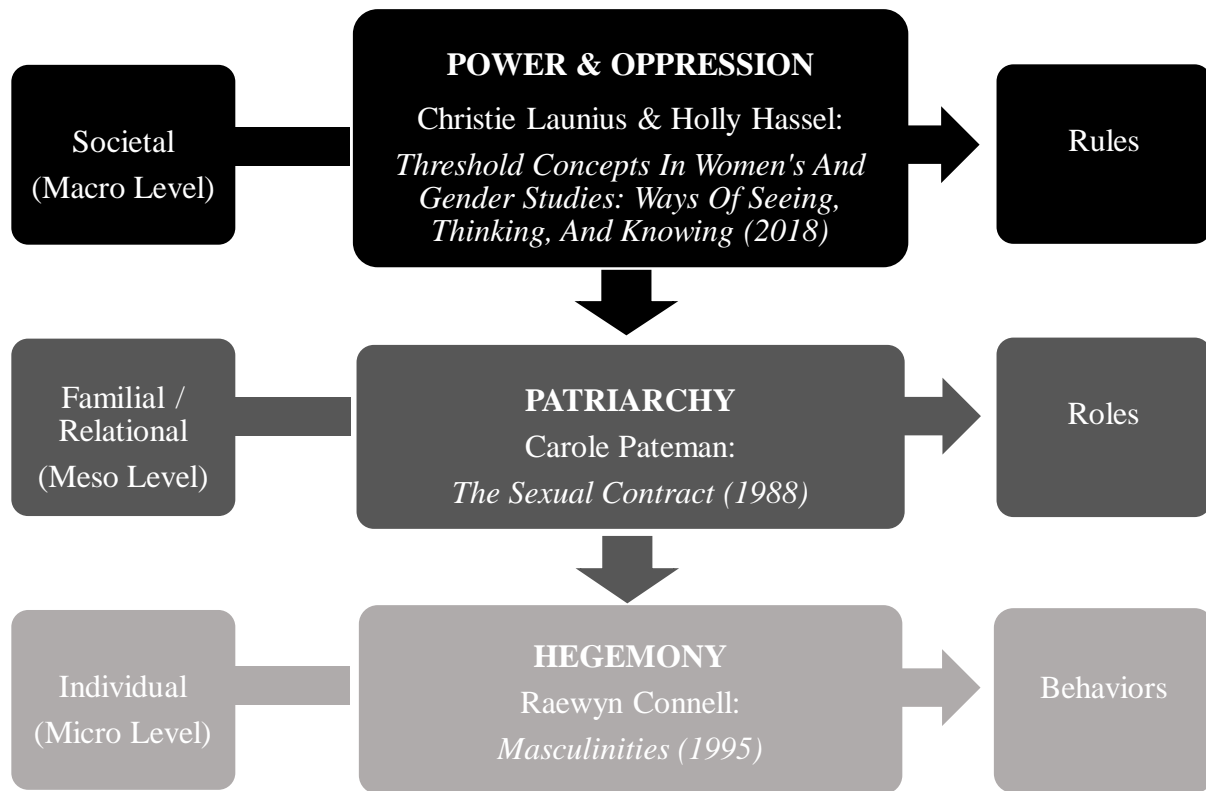 Societal
(Macro Level)
POWER & OPPRESSION
Christie Launius & Holly Hassel:
Threshold Concepts In Women's And
Gender Studies: Ways Of Seeing,
Thinking, And Knowing (2018)
Rules
Familial /
Relational
(Meso Level)
PATRIARCHY
Carole Pateman:
The Sexual Contract (1988)
Roles
Individual
(Micro Level)
HEGEMONY
Raewyn Connell:
Masculinities (1995)
Behaviors